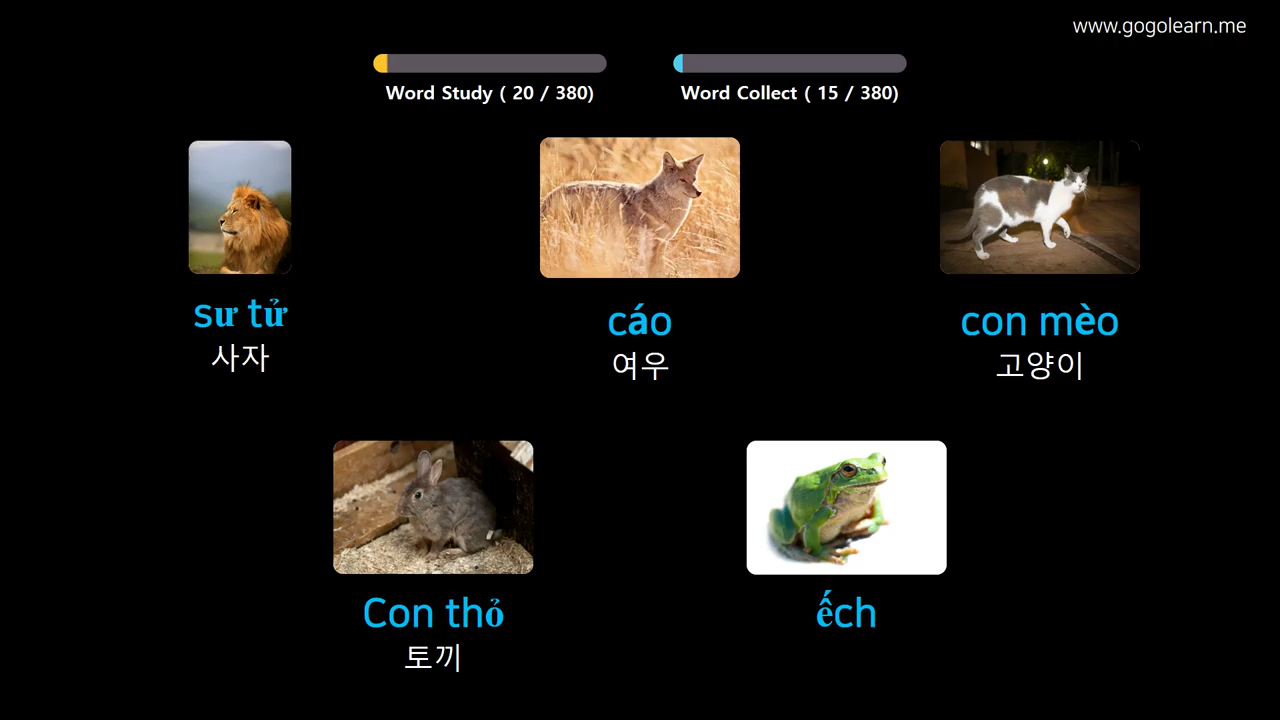 www.gogolearn.me
Word Study ( 20 / 380)
Word Collect ( 15 / 380)
sư tử
사자
cáo
여우
con mèo
고양이
Con thỏ
토끼
ếch